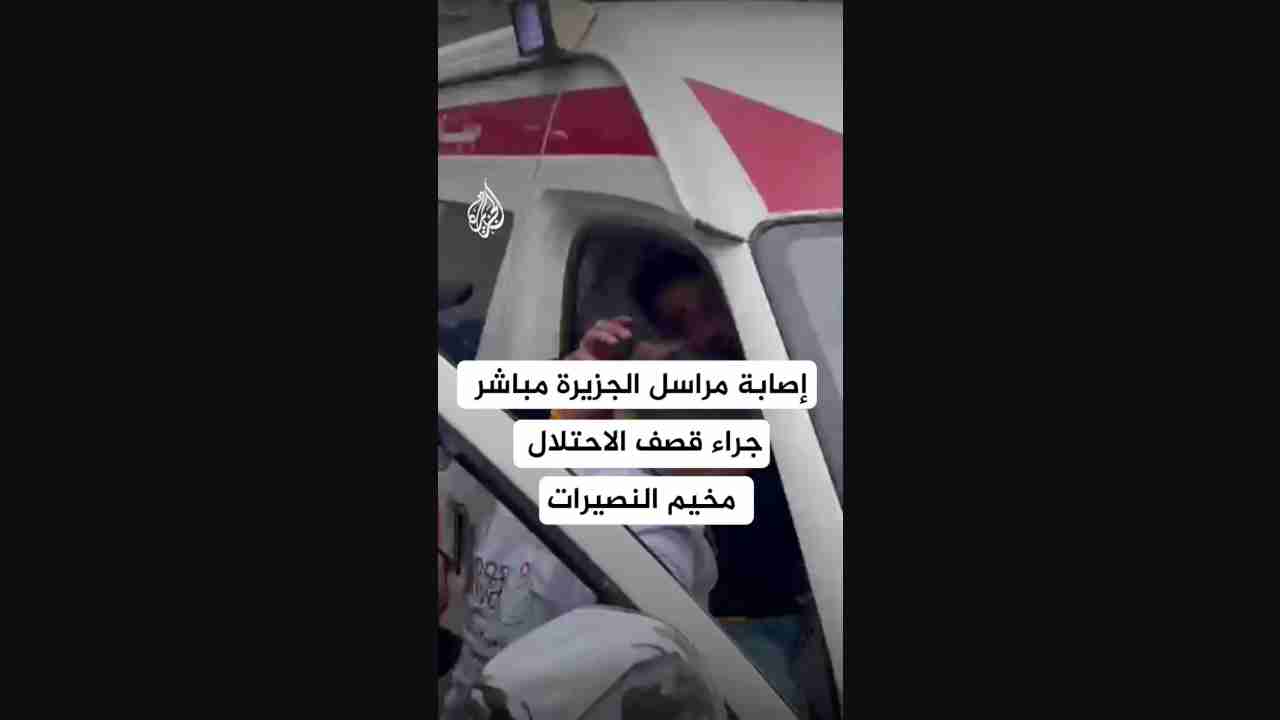 إصابة مراسل الجزيرة مباشر
جراء قصف الاحتلال
مخيم النصيرات